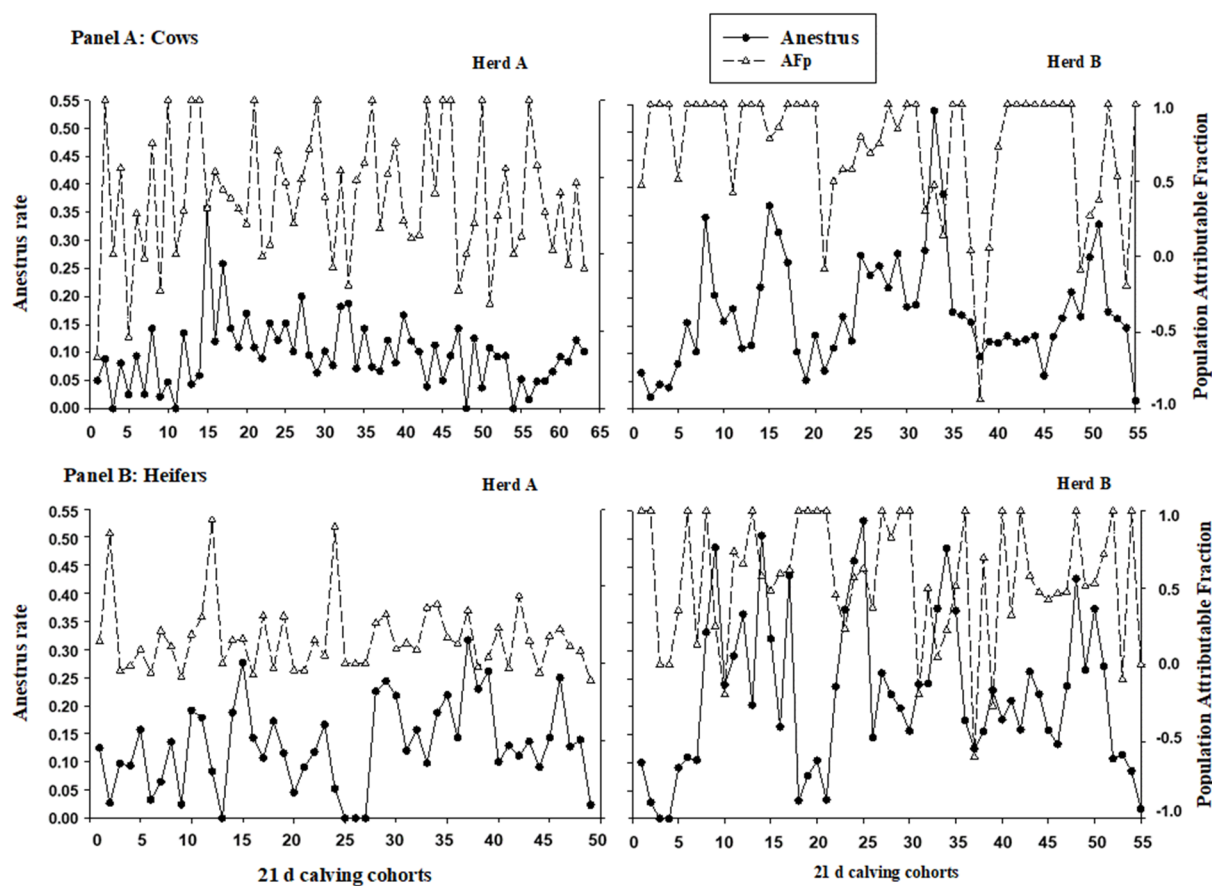 Panel A: Cows
Anestrus
AFp
Herd A
Herd B
0.55
0.50
0.45
0.40
0.35
0.30
0.25
0.20
0.15
0.10
0.05
0.00
Anestrus rate
1.0
0.5
0.0
-0.5
-1.0
Population Attributable Fraction
0 5 10 15 20 25 30 35 40 45 50 55 60 65
0 5 10 15 20 25 30 35 40 45 50 55
Panel B: Heifers
Herd A
Herd B
0.55
0.50
0.45
0.40
0.35
0.30
0.25
0.20
0.15
0.10
0.05
0.00
Anestrus rate
1.0
0.5
0.0
-0.5
-1.0
Population Attributable Fraction
0 5 10 15 20 25 30 35 40 45 50
0 5 10 15 20 25 30 35 40 45 50 55
21 d calving cohorts
21 d calving cohorts